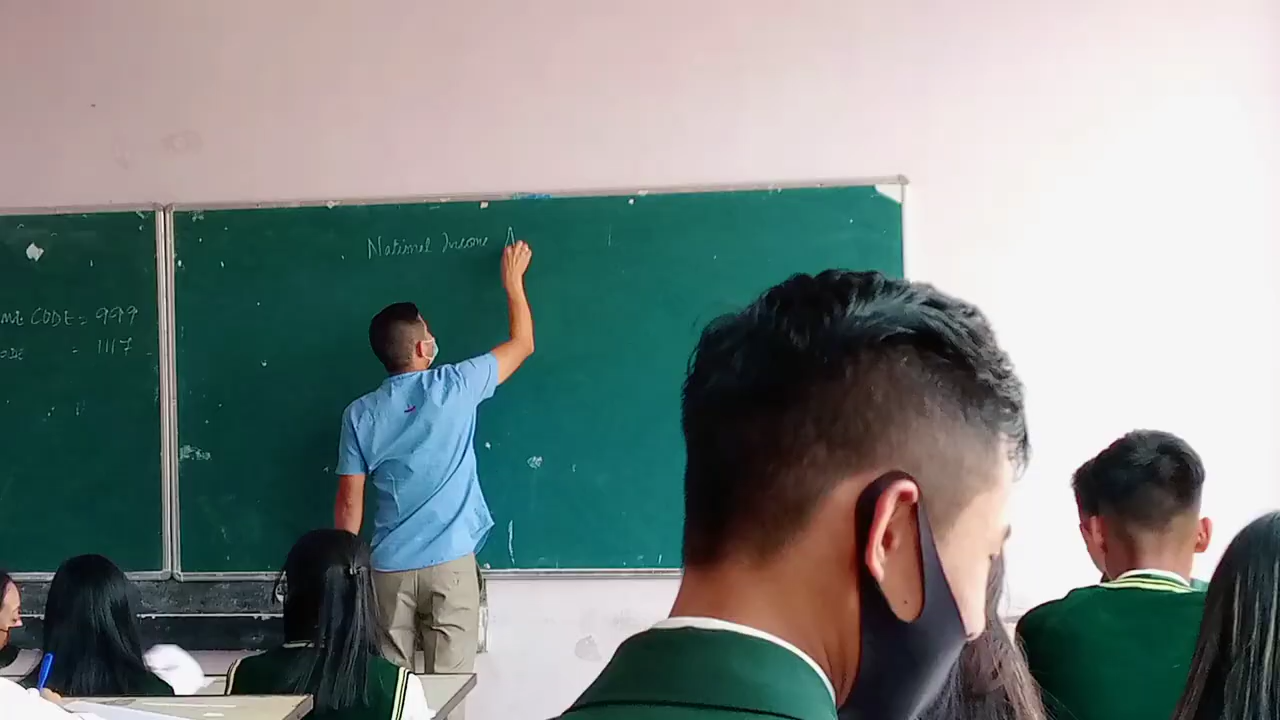 National Income A
CODE = 999
= 1117